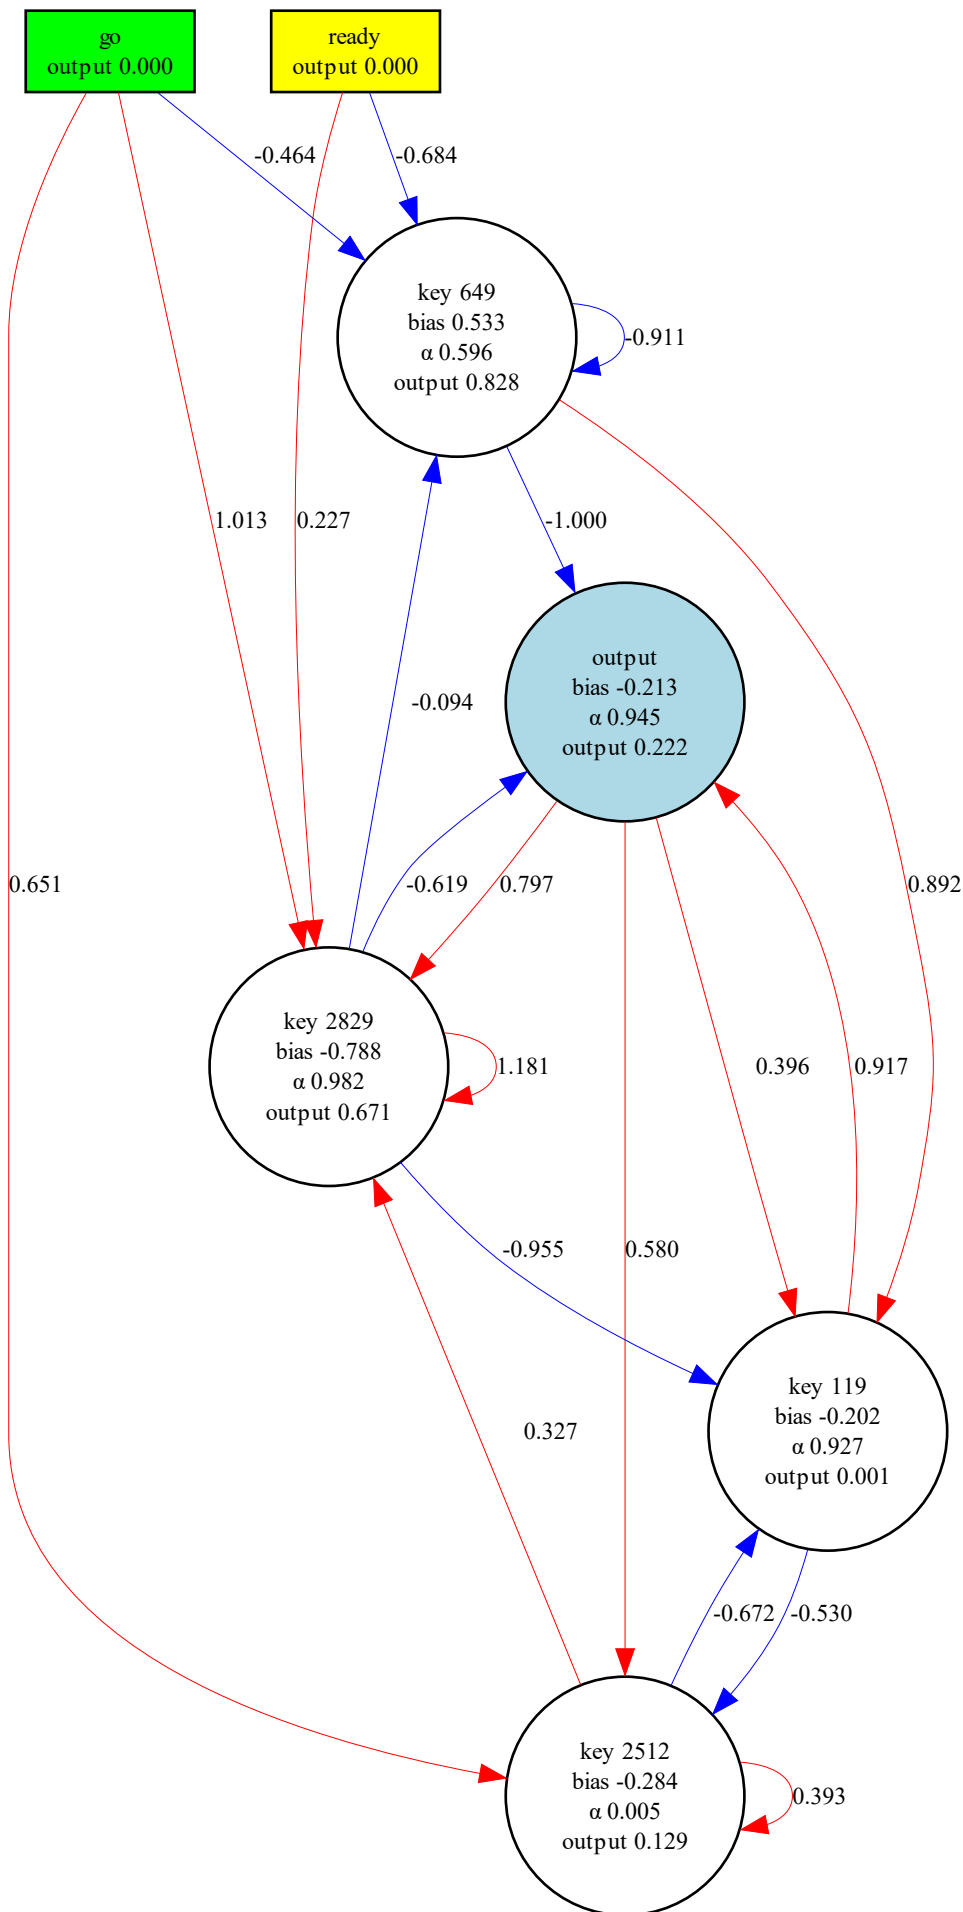 go
output 0.000
ready
output 0.000
-0.464
-0.684
key 649
bias 0.533
α 0.596
output 0.828
-0.911
1.013
0.227
-1.000
output
bias -0.213
α 0.945
output 0.222
-0.094
0.651
-0.619
0.797
0.892
key 2829
bias -0.788
α 0.982
output 0.671
1.181
0.396
0.917
-0.955
0.580
key 119
bias -0.202
α 0.927
output 0.001
0.327
-0.672
-0.530
key 2512
bias -0.284
α 0.005
output 0.129
0.393